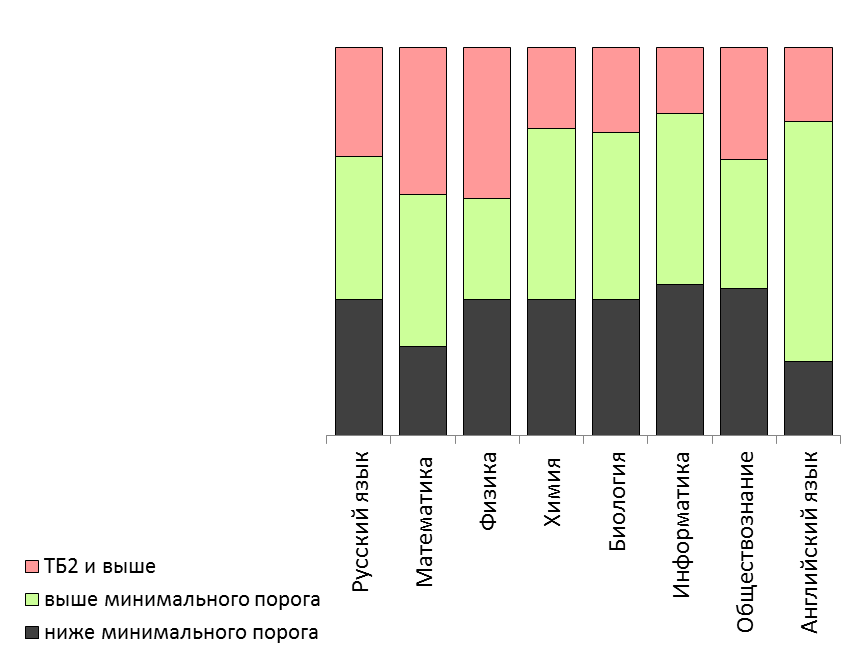 Русский язык
Математика
Физика
Химия
Биология
Информатика
Обществознание
Английский язык
ТБ2 и выше
выше минимального порога
ниже минимального порога